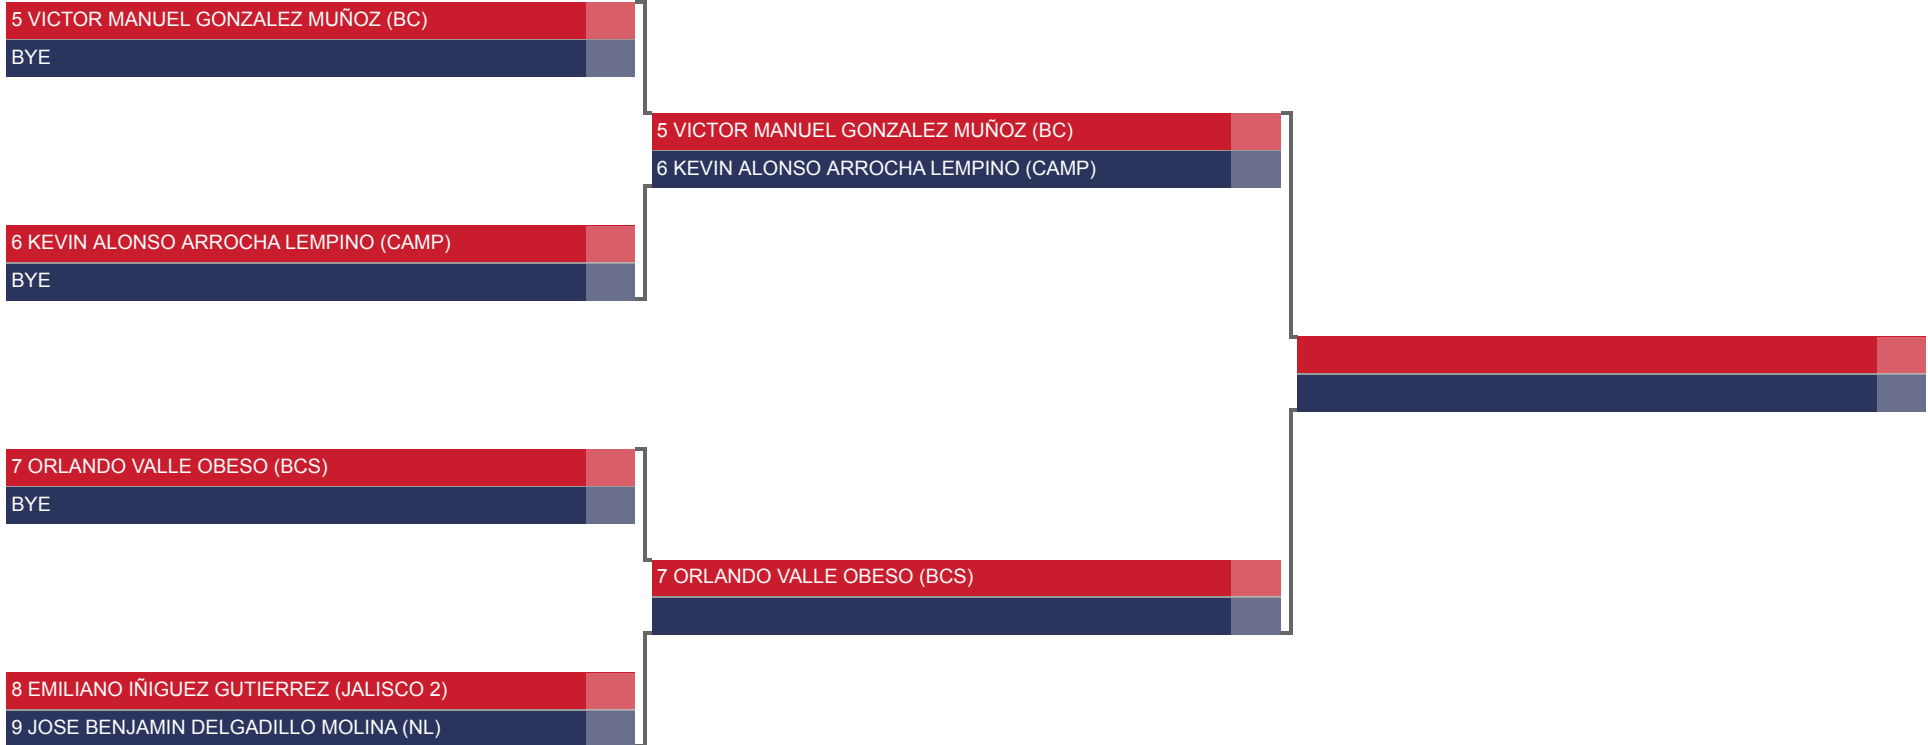 5 VICTOR MANUEL GONZALEZ MUÑOZ (BC)
BYE
5 VICTOR MANUEL GONZALEZ MUÑOZ (BC)
6 KEVIN ALONSO ARROCHA LEMPINO (CAMP)
6 KEVIN ALONSO ARROCHA LEMPINO (CAMP)
BYE
7 ORLANDO VALLE OBESO (BCS)
BYE
7 ORLANDO VALLE OBESO (BCS)
8 EMILIANO IÑIGUEZ GUTIERREZ (JALISCO 2)
9 JOSE BENJAMIN DELGADILLO MOLINA (NL)